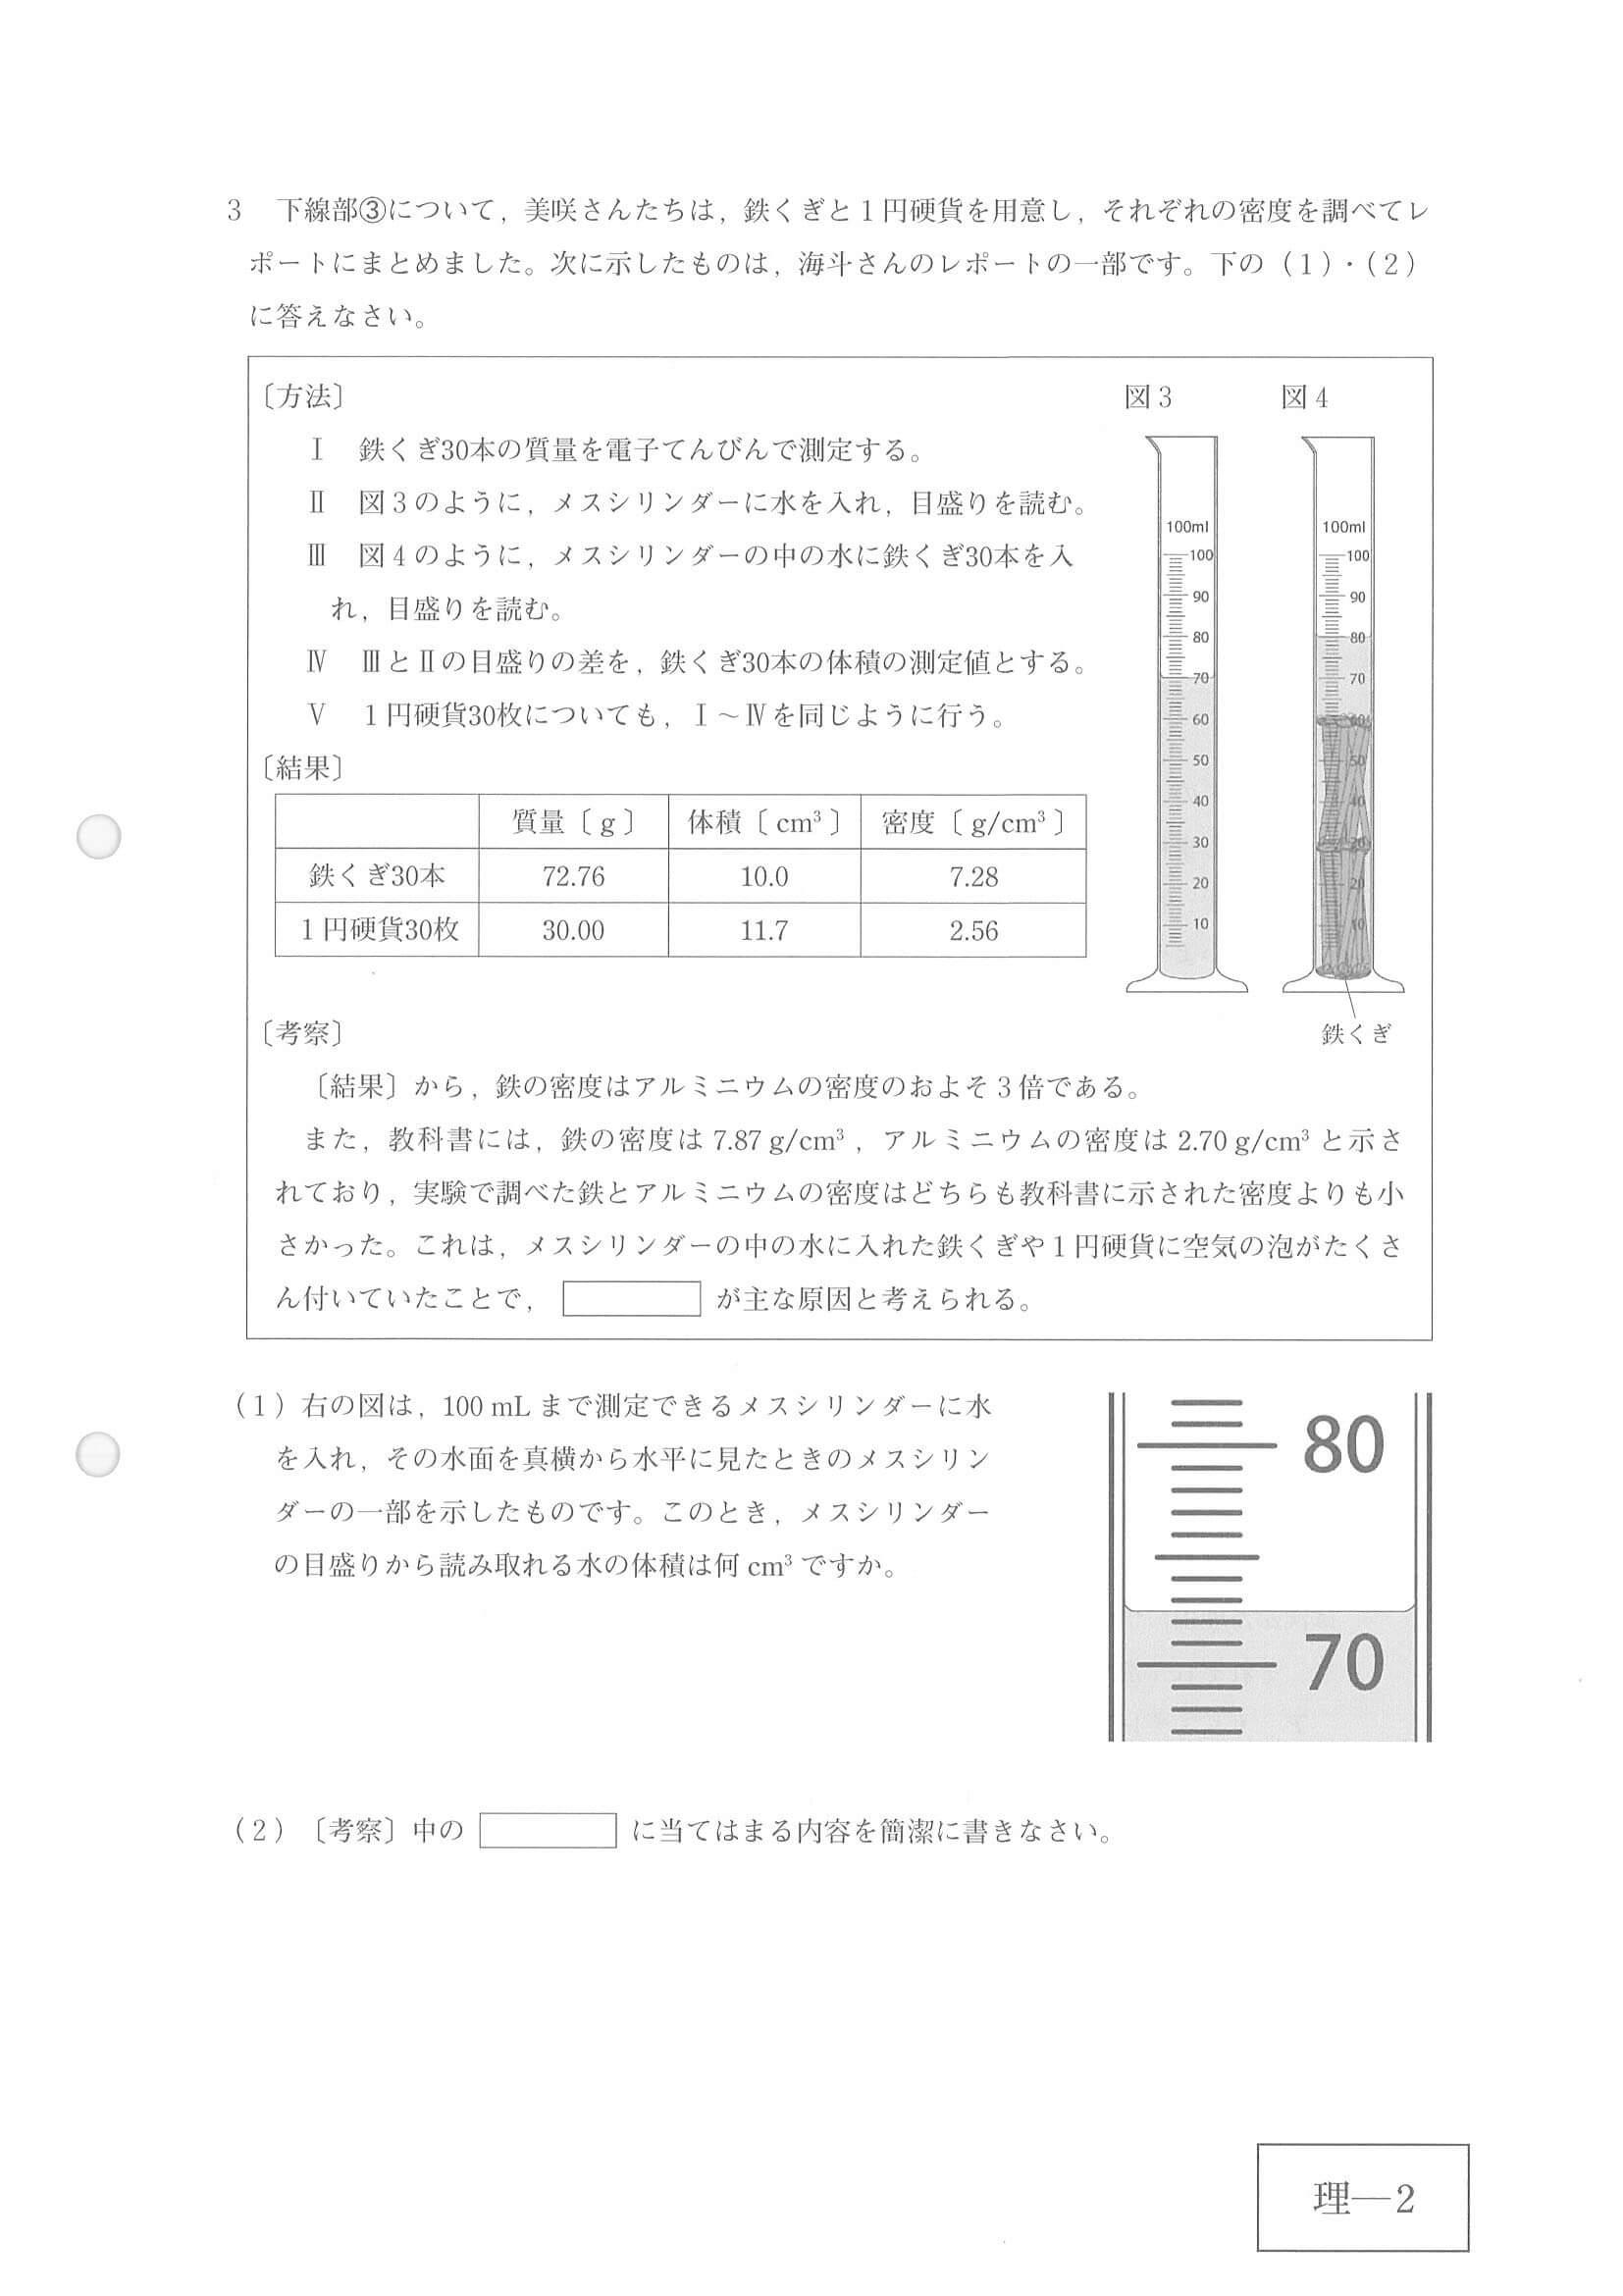 3 下線部③について，美咲さんたちは，鉄くぎと１円硬貨を用意し，それぞれの密度を調べてレ
ポートにまとめました。次に示したものは，海斗さんのレポートの一部です。下の（１）・（２）
に答えなさい。
〔方法〕
Ⅰ 鉄くぎ30本の質量を電子てんびんで測定する。
Ⅱ 図３のように，メスシリンダーに水を入れ，目盛りを読む。
Ⅲ 図４のように，メスシリンダーの中の水に鉄くぎ30本を入
れ，目盛りを読む。
Ⅳ ⅢとⅡの目盛りの差を，鉄くぎ30本の体積の測定値とする。
Ⅴ １円硬貨30枚についても，Ⅰ～Ⅳを同じように行う。
図３
100ml
100
90
80
70
60
50
40
30
20
10
図４
100ml
100
90
80
70
60
50
40
30
20
10
鉄くぎ
〔結果〕
質量〔g〕 体積〔cm³〕 密度〔g/cm³〕
鉄くぎ30本 72.76 10.0 7.28
１円硬貨30枚 30.00 11.7 2.56
〔考察〕
〔結果〕から，鉄の密度はアルミニウムの密度のおよそ３倍である。
また，教科書には，鉄の密度は 7.87 g/cm³，アルミニウムの密度は 2.70 g/cm³ と示さ
れており，実験で調べた鉄とアルミニウムの密度はどちらも教科書に示された密度よりも小
さかった。これは，メスシリンダーの中の水に入れた鉄くぎや１円硬貨に空気の泡がたくさ
ん付いていたことで， が主な原因と考えられる。
（１）右の図は，100 mL まで測定できるメスシリンダーに水
を入れ，その水面を真横から水平に見たときのメスシリン
ダーの一部を示したものです。このとき，メスシリンダー
の目盛りから読み取れる水の体積は何 cm³ ですか。
80
70
（２）〔考察〕中の に当てはまる内容を簡潔に書きなさい。
理―2